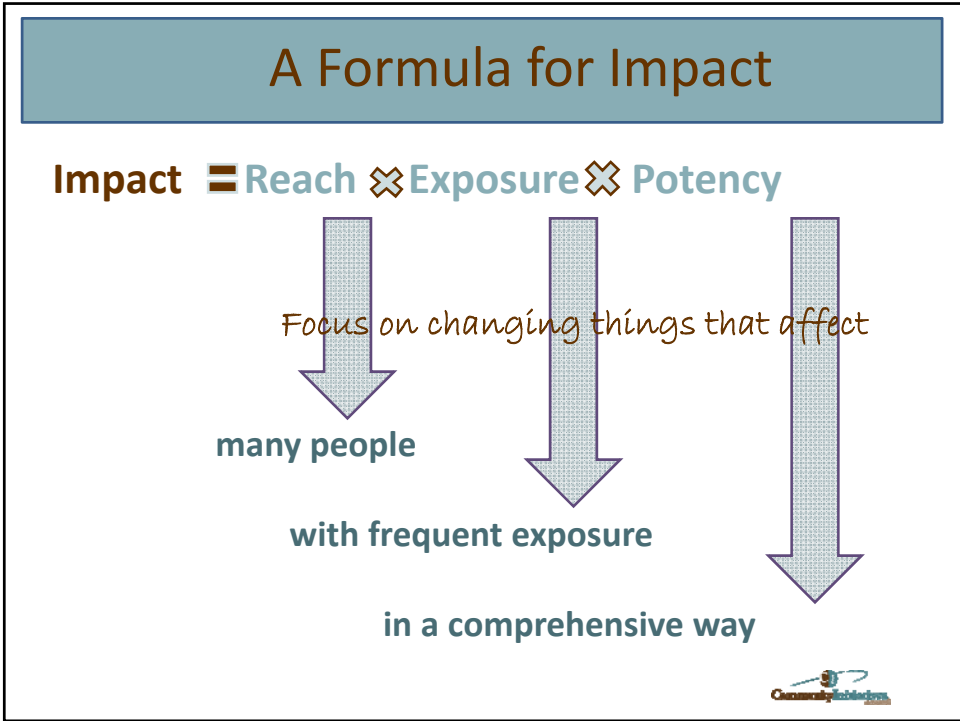 A Formula for Impact
Impact = Reach × Exposure × Potency
Focus on changing things that affect
many people
with frequent exposure
in a comprehensive way